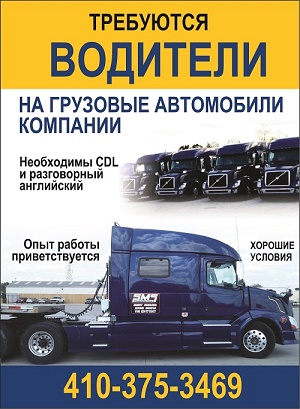 ТРЕБУЮТСЯ
ВОДИТЕЛИ
НА ГРУЗОВЫЕ АВТОМОБИЛИ
КОМПАНИИ
Необходимы CDL
и разговорный
английский
Опыт работы
приветствуется
ХОРОШИЕ
УСЛОВИЯ
410-375-3469